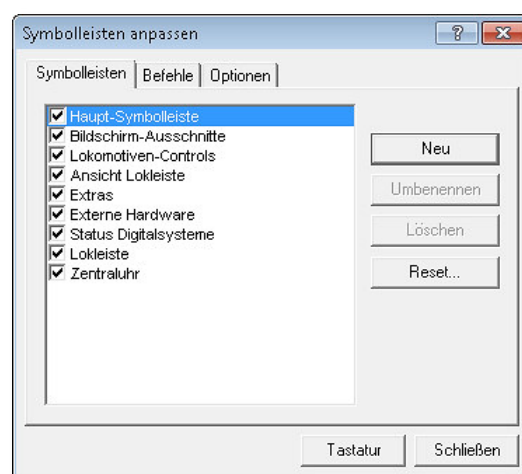 Symbolleisten anpassen
Symbolleisten Befehle Optionen
Haupt-Symbolleiste
Bildschirm-Ausschnitte
Lokomotiven-Controls
Ansicht Lokleiste
Extras
Externe Hardware
Status Digitalsysteme
Lokleiste
Zentraluhr
Neu
Umbenennen
Löschen
Reset...
Tastatur Schließen